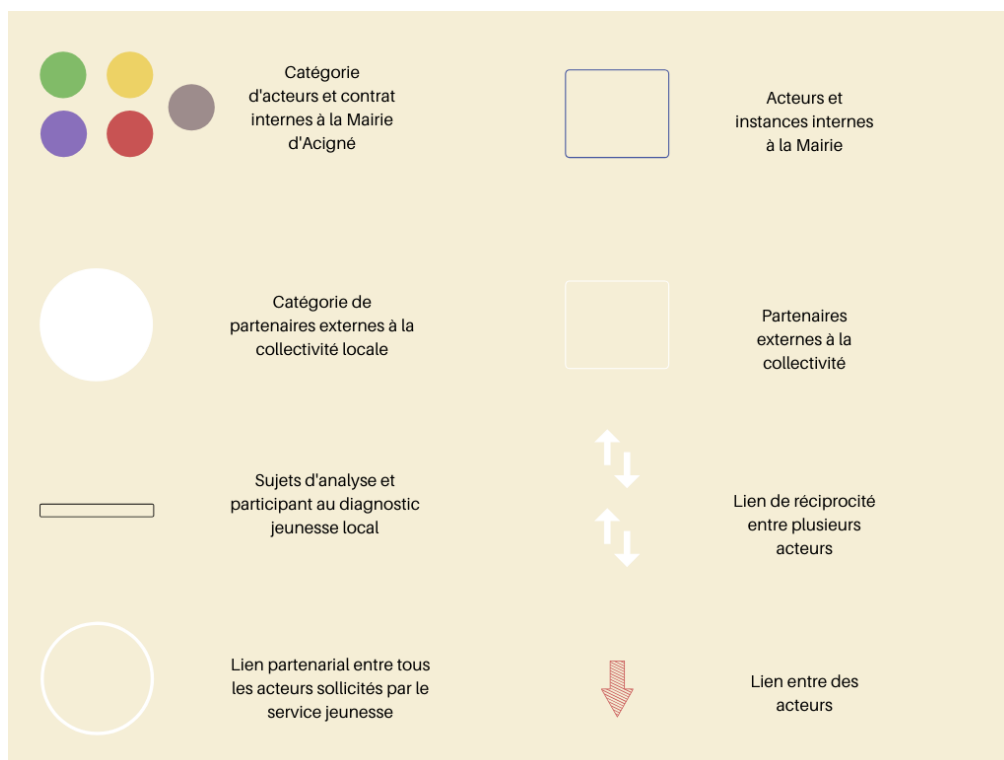 Catégorie
d'acteurs et contrat
internes à la Mairie
d'Acigné
Acteurs et
instances internes
à la Mairie
Catégorie de
partenaires externes à la
collectivité locale
Partenaires
externes à la
collectivité
Sujets d'analyse et
participant au diagnostic
jeunesse local
Lien de réciprocité
entre plusieurs
acteurs
Lien partenarial entre tous
les acteurs sollicités par le
service jeunesse
Lien entre des
acteurs